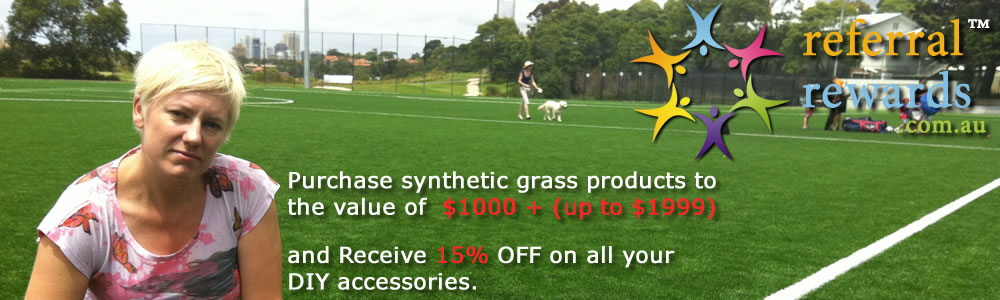 referral™
rewards
.com.au
Purchase synthetic grass products to
the value of $1000 + (up to $1999)
and Receive 15% OFF on all your
DIY accessories.